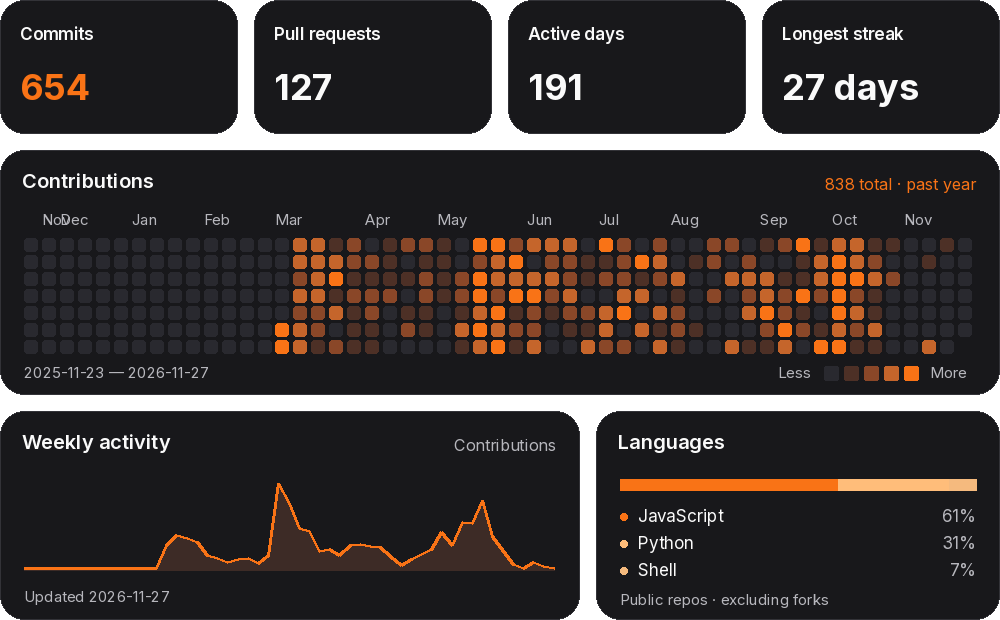 Commits
654
Pull requests
127
Active days
191
Longest streak
27 days
Contributions
838 total · past year
Nov Dec Jan Feb Mar Apr May Jun Jul Aug Sep Oct Nov
2025-11-23 — 2026-11-27
Less More
Weekly activity
Contributions
Updated 2026-11-27
Languages
JavaScript 61%
Python 31%
Shell 7%
Public repos · excluding forks